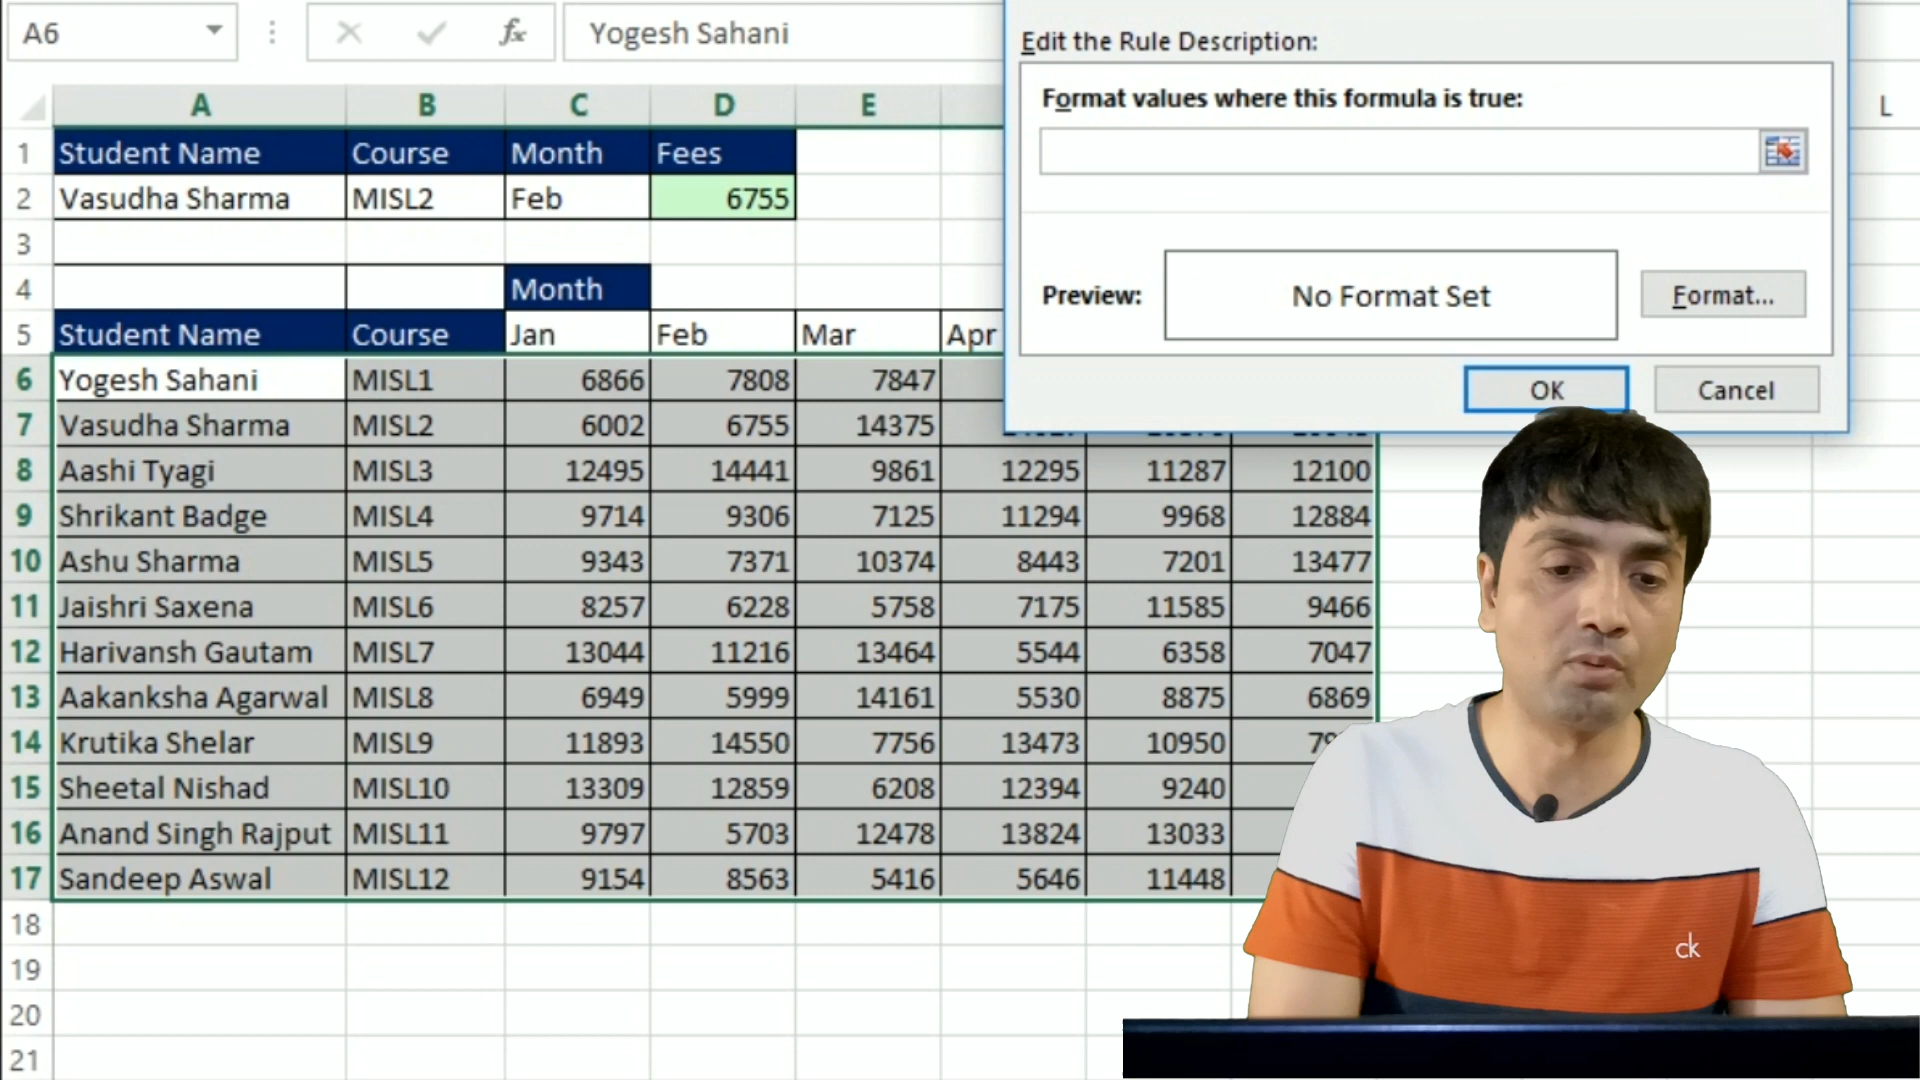 A6
fx
Yogesh Sahani
A B C D E L
1 Student Name Course Month Fees
2 Vasudha Sharma MISL2 Feb 6755
3
4 Month
5 Student Name Course Jan Feb Mar Apr
6 Yogesh Sahani MISL1 6866 7808 7847
7 Vasudha Sharma MISL2 6002 6755 14375
8 Aashi Tyagi MISL3 12495 14441 9861 12295 11287 12100
9 Shrikant Badge MISL4 9714 9306 7125 11294 9968 12884
10 Ashu Sharma MISL5 9343 7371 10374 8443 7201 13477
11 Jaishri Saxena MISL6 8257 6228 5758 7175 11585 9466
12 Harivansh Gautam MISL7 13044 11216 13464 5544 6358 7047
13 Aakanksha Agarwal MISL8 6949 5999 14161 5530 8875 6869
14 Krutika Shelar MISL9 11893 14550 7756 13473 10950
15 Sheetal Nishad MISL10 13309 12859 6208 12394 9240
16 Anand Singh Rajput MISL11 9797 5703 12478 13824 13033
17 Sandeep Aswal MISL12 9154 8563 5416 5646 11448
18
19
20
21
Edit the Rule Description:
Format values where this formula is true:
Preview: No Format Set Format...
OK Cancel
ck